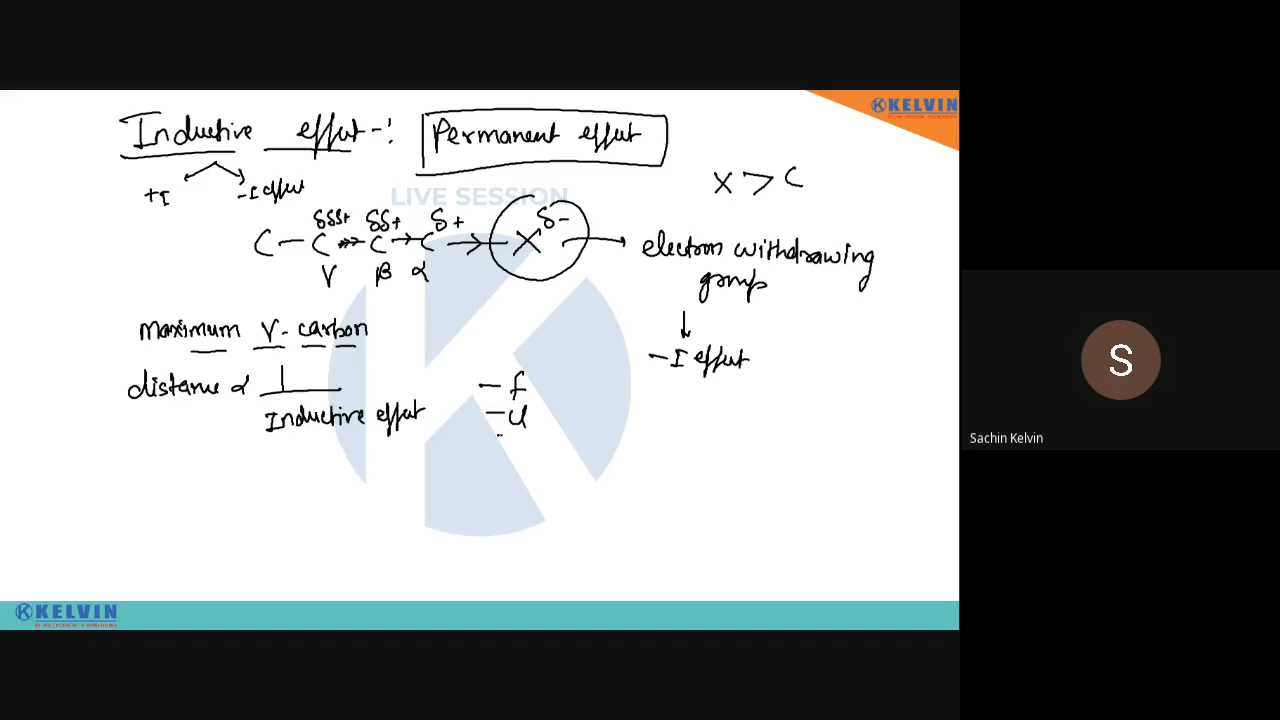 KELVIN
Inductive effect -:
Permanent effect
+I
-I effect
LIVE SESSION
X > C
δδδ+ δδ+ δ+ δ-
C - C ⋙ C → C → X → electron withdrawing
γ β α
group
↓
-I effect
maximum γ-carbon
distance α 1
Inductive effect
- F
- Cl
S
Sachin Kelvin
KELVIN